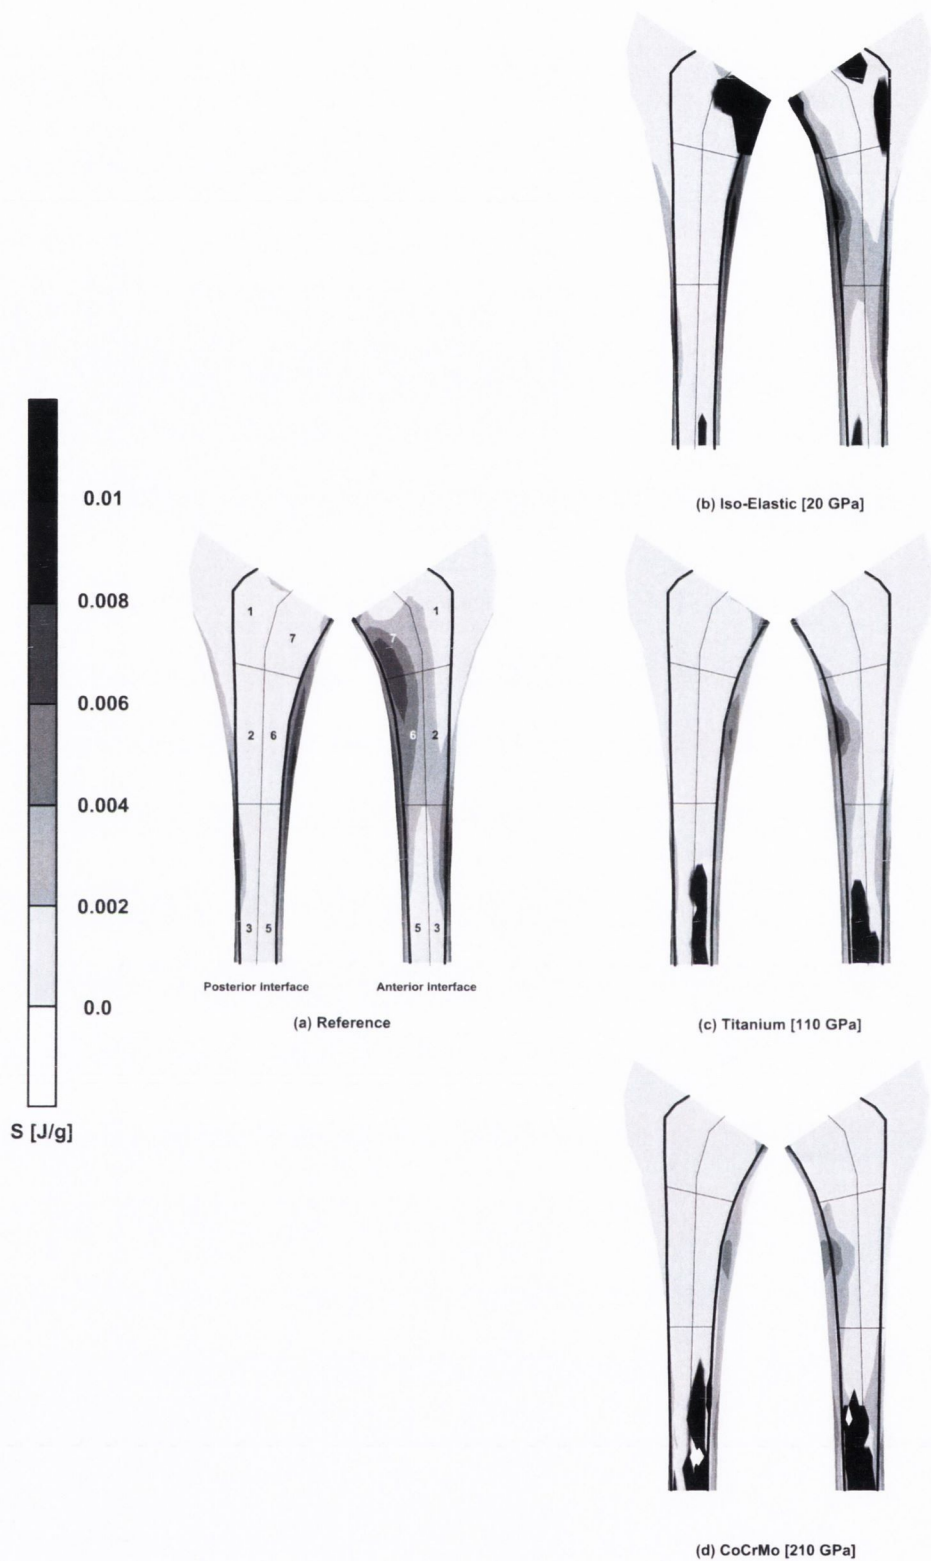 (b) Iso-Elastic [20 GPa]
0.01
0.008
0.006
0.004
0.002
0.0
S [J/g]
1
7
7
1
2
6
6
2
3
5
5
3
Posterior Interface
Anterior Interface
(a) Reference
(c) Titanium [110 GPa]
(d) CoCrMo [210 GPa]